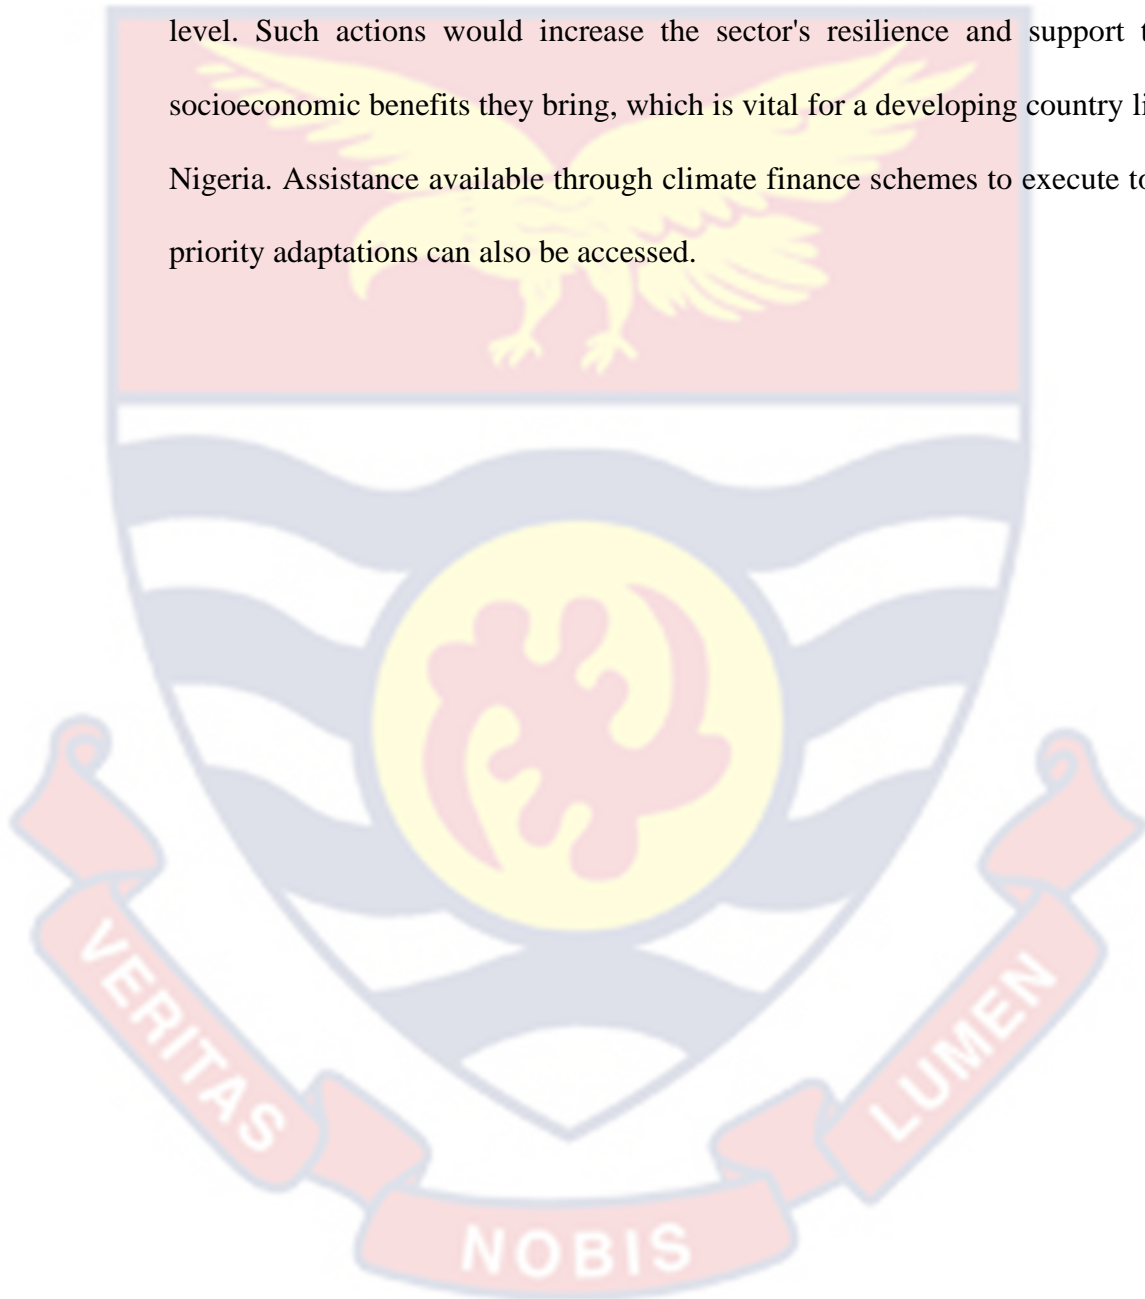 level. Such actions would increase the sector's resilience and support t
socioeconomic benefits they bring, which is vital for a developing country li
Nigeria. Assistance available through climate finance schemes to execute to
priority adaptations can also be accessed.
VERITAS
NOBIS
LUMEN